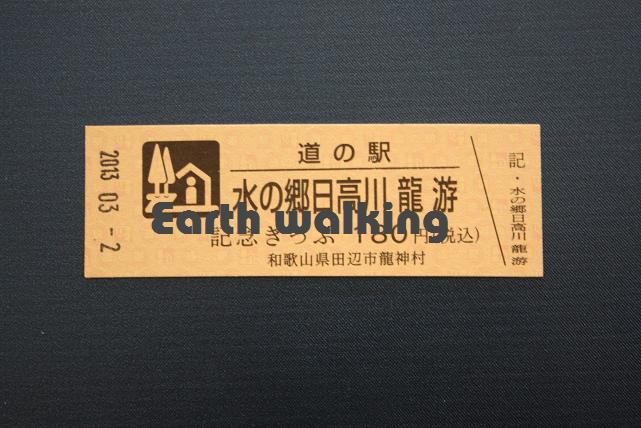 2013.03.-2
道の駅
水の郷日高川 龍游
Earth walking
記念きっぷ 180円(税込)
和歌山県田辺市龍神村
記・水の郷日高川 龍游